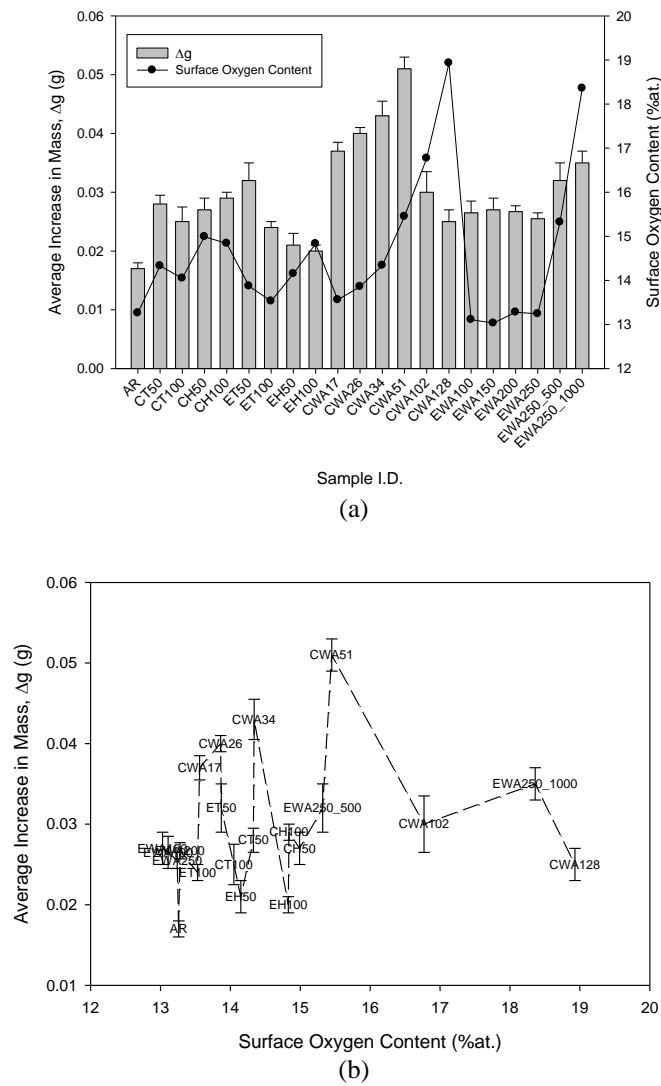 0.06
0.05
0.04
0.03
0.02
0.01
0.00
Average Increase in Mass, Δg (g)
Δg
Surface Oxygen Content
20
19
18
17
16
15
14
13
12
Surface Oxygen Content (%at.)
AR
CT50
CT100
CH50
CH100
ET50
ET100
EH50
EH100
CWA17
CWA26
CWA34
CWA51
CWA102
CWA128
EWA100
EWA150
EWA200
EWA250
EWA250_500
EWA250_1000
Sample I.D.
(a)
0.06
0.05
0.04
0.03
0.02
0.01
Average Increase in Mass, Δg (g)
CWA51
CWA34
CWA26
CWA17
ET50
EWA250_500
EWA250_1000
CH100
CWA102
CT50
CH50
EWA250
CT100
ET100
CWA128
EH50
EH100
AR
12 13 14 15 16 17 18 19 20
Surface Oxygen Content (%at.)
(b)